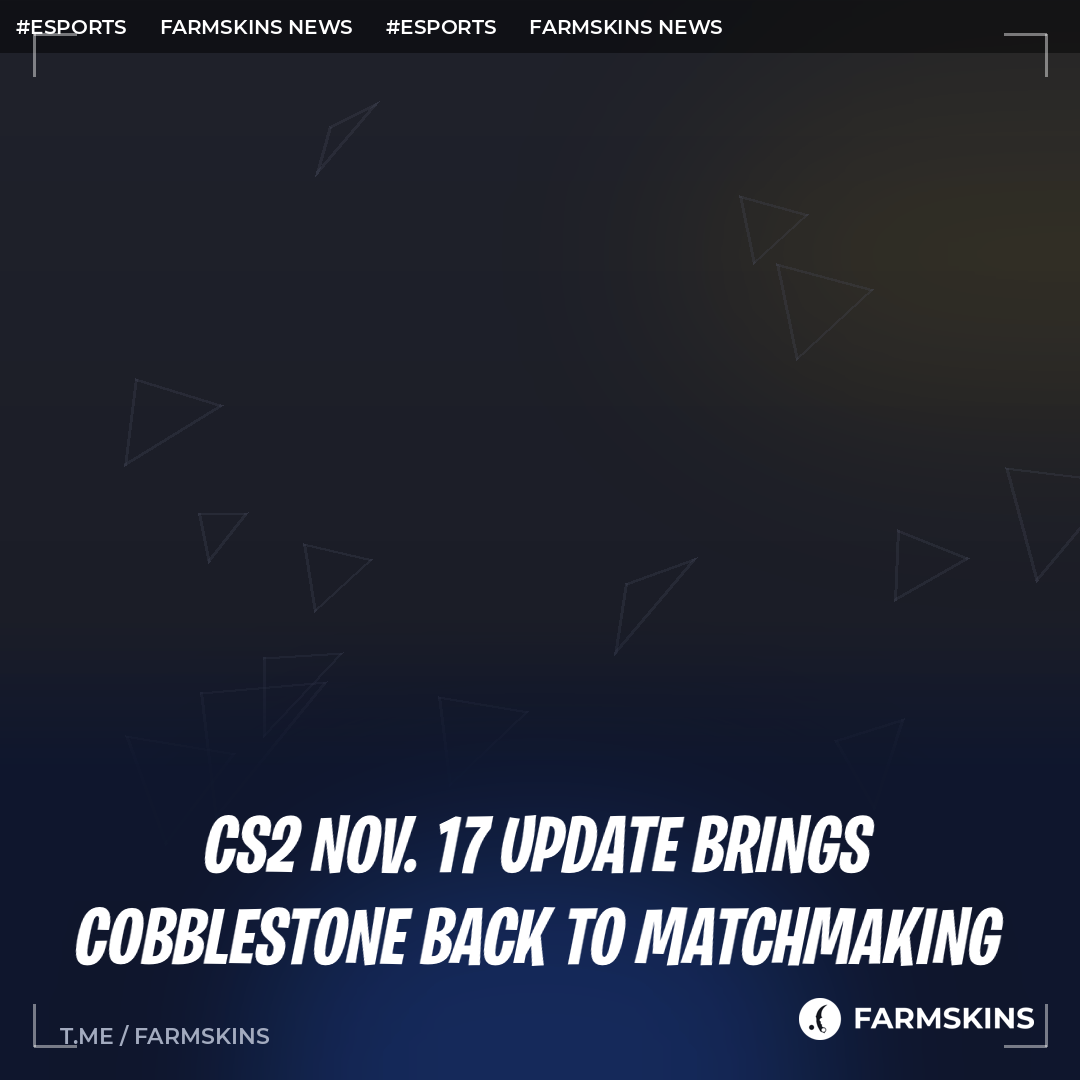 #ESPORTS FARMSKINS NEWS #ESPORTS FARMSKINS NEWS
CS2 NOV. 17 UPDATE BRINGS
COBBLESTONE BACK TO MATCHMAKING
T.ME / FARMSKINS
FARMSKINS